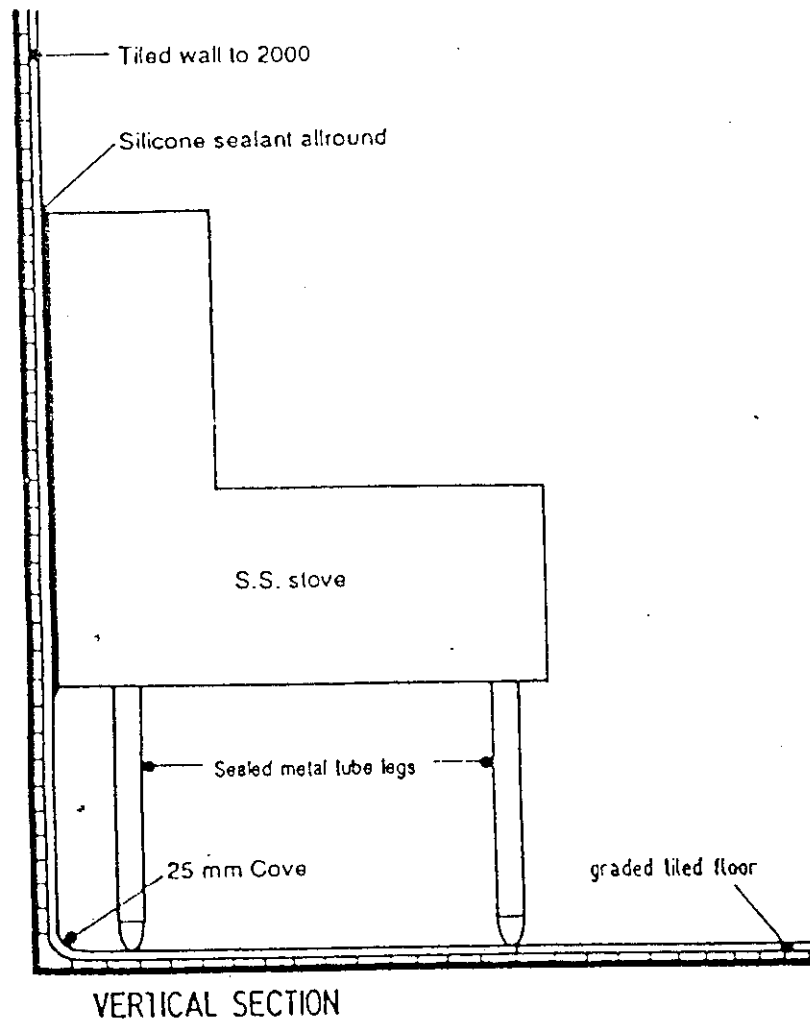 Tiled wall to 2000
Silicone sealant allround
S.S. stove
Sealed metal tube legs
25 mm Cove
graded tiled floor
VERTICAL SECTION